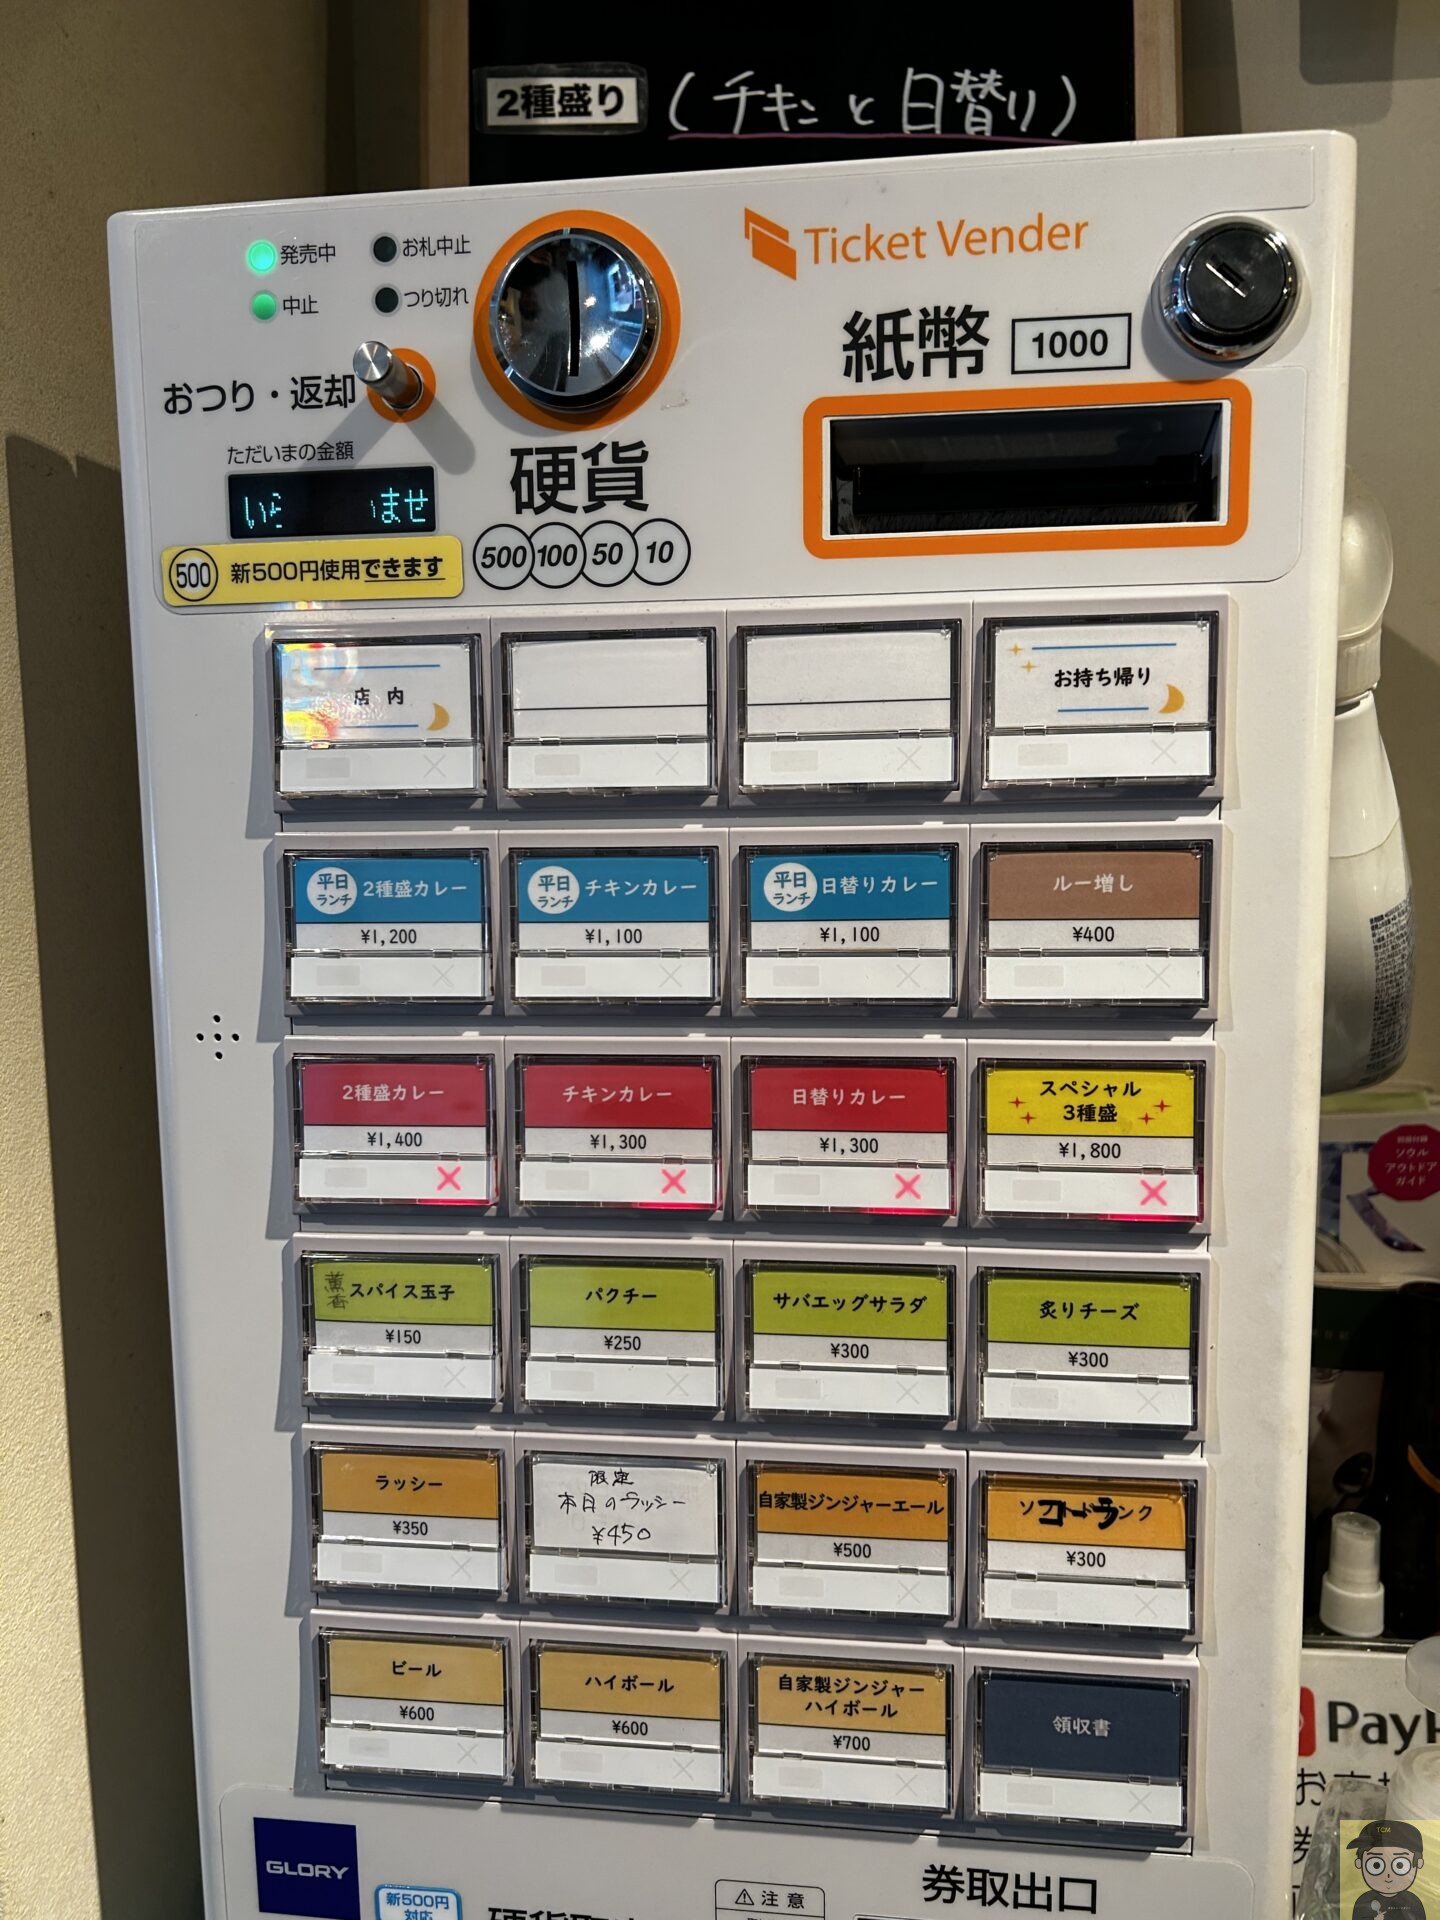 2種盛り (チキンと日替り)
発売中 お札中止
中止 つり切れ
Ticket Vender
紙幣 1000
おつり・返却
ただいまの金額
ませ
硬貨
500 100 50 10
500 新500円使用できます
店内
お持ち帰り
平日ランチ 2種盛カレー
¥1,200
平日ランチ チキンカレー
¥1,100
平日ランチ 日替りカレー
¥1,100
ルー増し
¥400
2種盛カレー
¥1,400
チキンカレー
¥1,300
日替りカレー
¥1,300
スペシャル
3種盛
¥1,800
薫香 スパイス玉子
¥150
パクチー
¥250
サバエッグサラダ
¥300
炙りチーズ
¥300
ラッシー
¥350
限定
本日のラッシー
¥450
自家製ジンジャーエール
¥500
コーラ
¥300
ビール
¥600
ハイボール
¥600
自家製ジンジャー
ハイボール
¥700
領収書
GLORY
新500円
対応
注意
券取出口
ソウル
アウトドア
ガイド
Pay
TCM